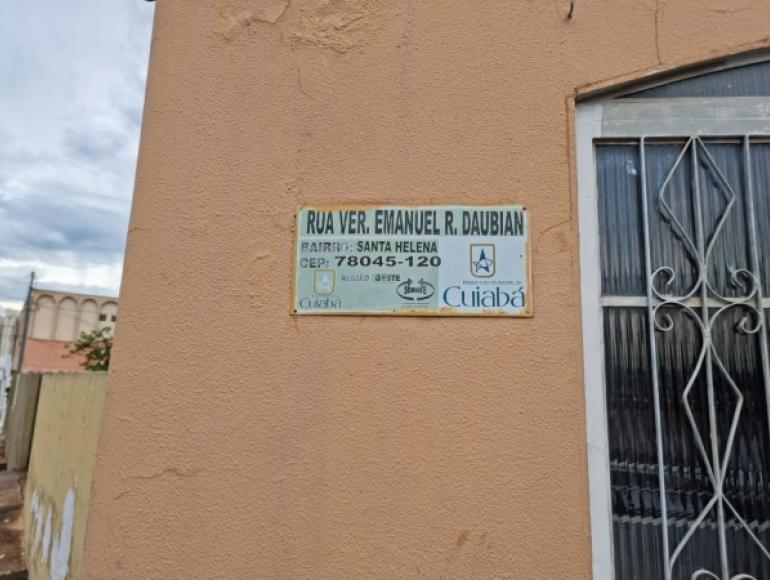 RUA VER. EMANUEL R. DAUBIAN
BAIRRO: SANTA HELENA
CEP: 78045-120
REGIÃO: OESTE
Cuiabá
PREFEITURA MUNICIPAL DE
Cuiabá